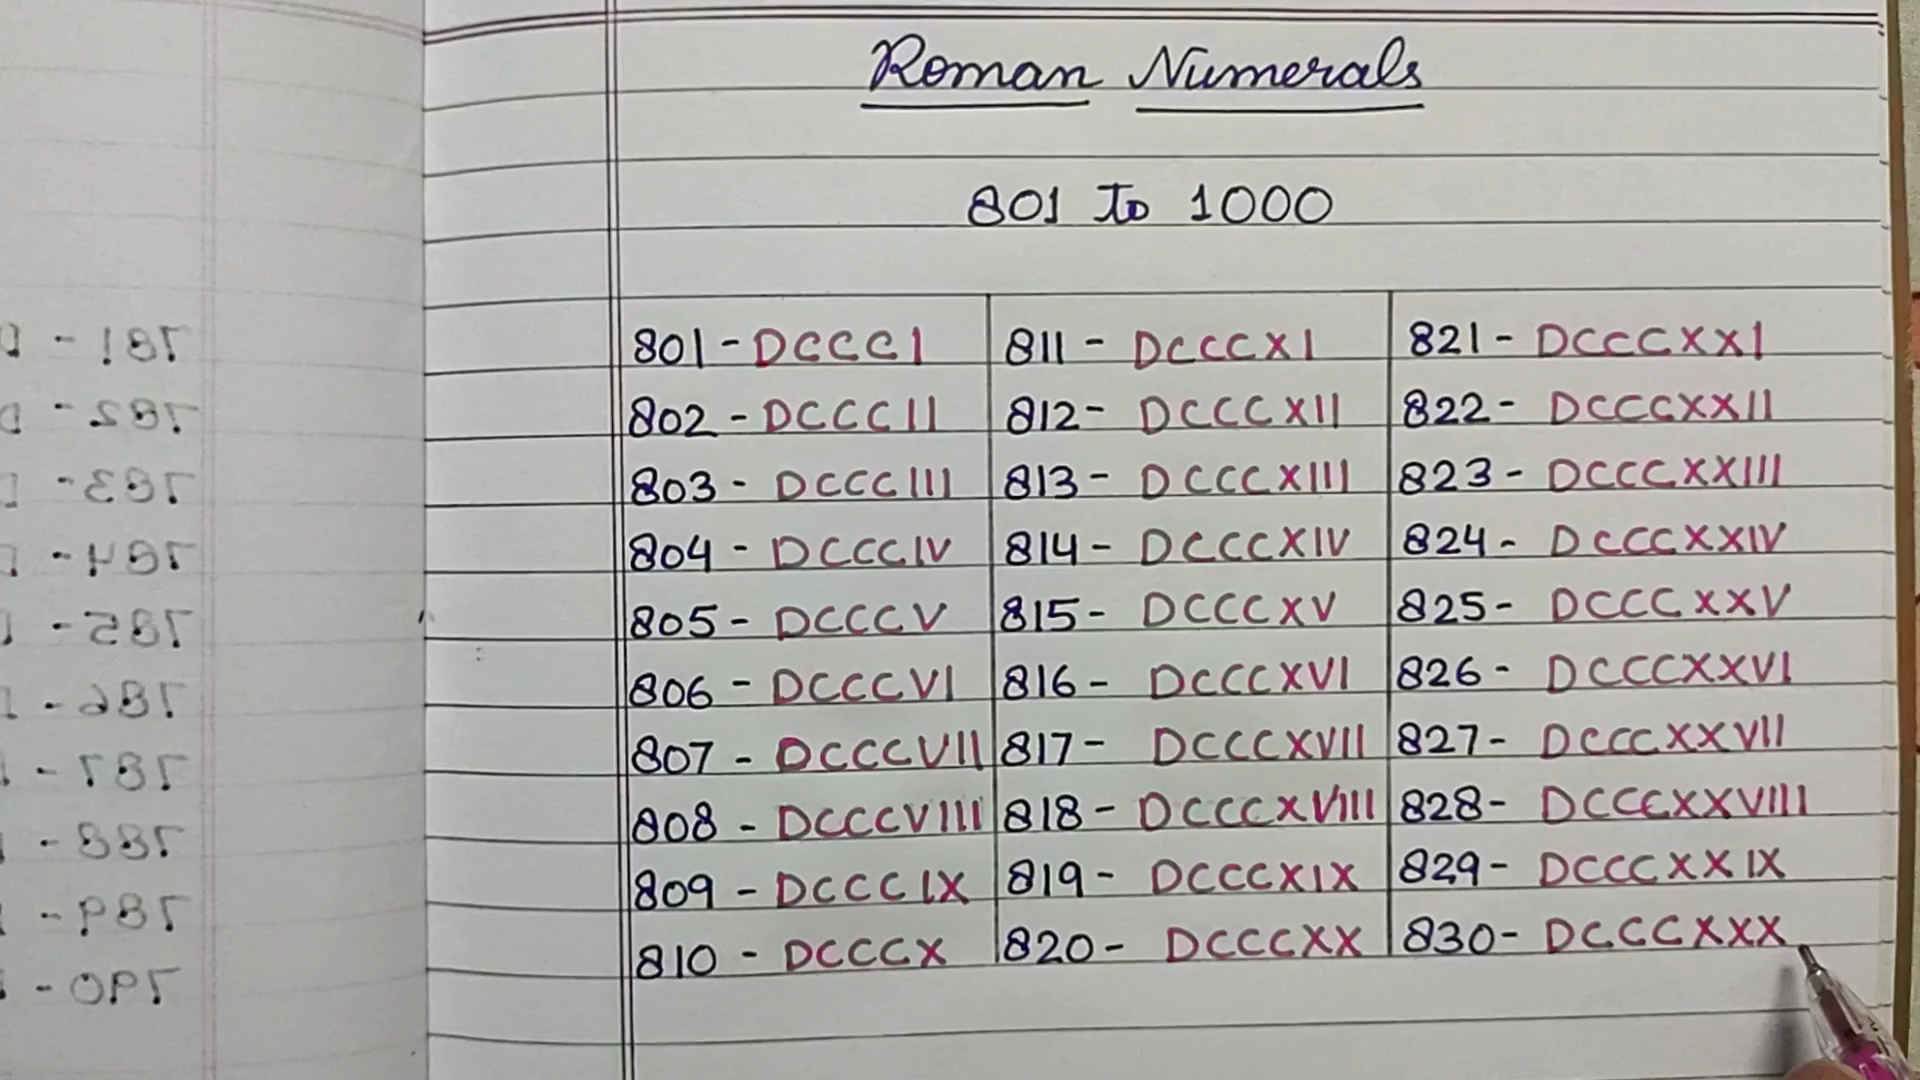 Roman Numerals
801 To 1000
801 - DCCCI
802 - DCCCII
803 - DCCCIII
804 - DCCCIV
805 - DCCCV
806 - DCCCVI
807 - DCCCVII
808 - DCCCVIII
809 - DCCCIX
810 - DCCCX
811 - DCCCXI
812 - DCCCXII
813 - DCCCXIII
814 - DCCCXIV
815 - DCCCXV
816 - DCCCXVI
817 - DCCCXVII
818 - DCCCXVIII
819 - DCCCXIX
820 - DCCCXX
821 - DCCCXXI
822 - DCCCXXII
823 - DCCCXXIII
824 - DCCCXXIV
825 - DCCCXXV
826 - DCCCXXVI
827 - DCCCXXVII
828 - DCCCXXVIII
829 - DCCCXXIX
830 - DCCCXXX